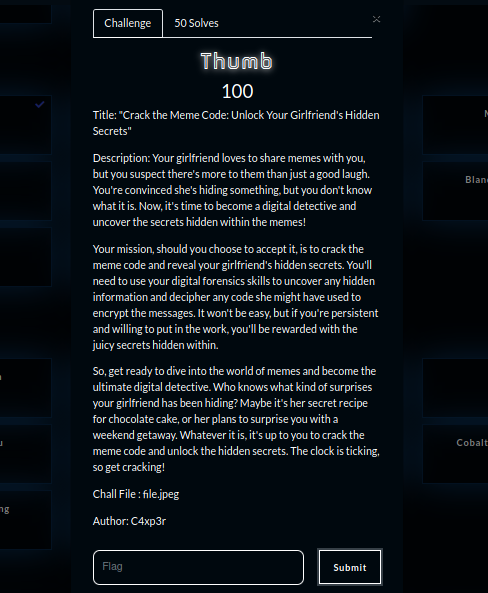 Challenge
50 Solves
×
Thumb
100
Title: "Crack the Meme Code: Unlock Your Girlfriend's Hidden
Secrets"
Description: Your girlfriend loves to share memes with you,
but you suspect there's more to them than just a good laugh.
You're convinced she's hiding something, but you don't know
what it is. Now, it's time to become a digital detective and
uncover the secrets hidden within the memes!
Your mission, should you choose to accept it, is to crack the
meme code and reveal your girlfriend's hidden secrets. You'll
need to use your digital forensics skills to uncover any hidden
information and decipher any code she might have used to
encrypt the messages. It won't be easy, but if you're persistent
and willing to put in the work, you'll be rewarded with the
juicy secrets hidden within.
So, get ready to dive into the world of memes and become the
ultimate digital detective. Who knows what kind of surprises
your girlfriend has been hiding? Maybe it's her secret recipe
for chocolate cake, or her plans to surprise you with a
weekend getaway. Whatever it is, it's up to you to crack the
meme code and unlock the hidden secrets. The clock is ticking,
so get cracking!
Chall File : file.jpeg
Author: C4xp3r
Flag
Submit
Blan
Cobalt
ng